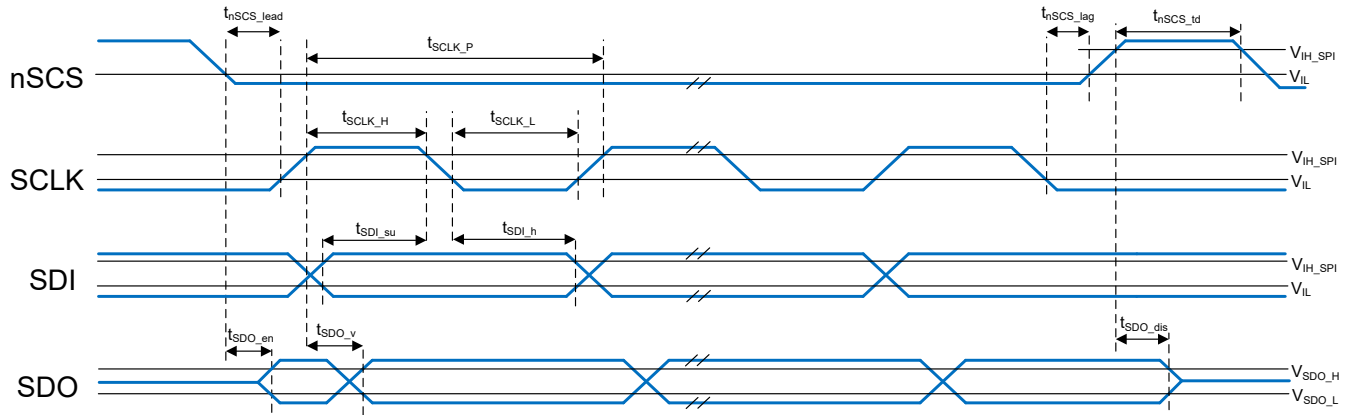 tnSCS_lead
tnSCS_lag
tnSCS_td
tSCLK_P
nSCS
VIH_SPI
VIL
tSCLK_H
tSCLK_L
SCLK
VIH_SPI
VIL
tSDI_su
tSDI_h
SDI
VIH_SPI
VIL
tSDO_en
tSDO_v
tSDO_dis
SDO
VSDO_H
VSDO_L